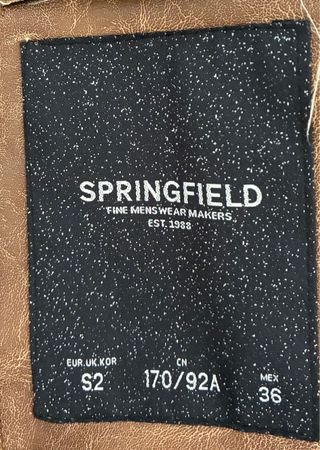 SPRINGFIELD
FINE MENSWEAR MAKERS
EST. 1988
EUR.UK.KOR CN MEX
S2 170/92A 36